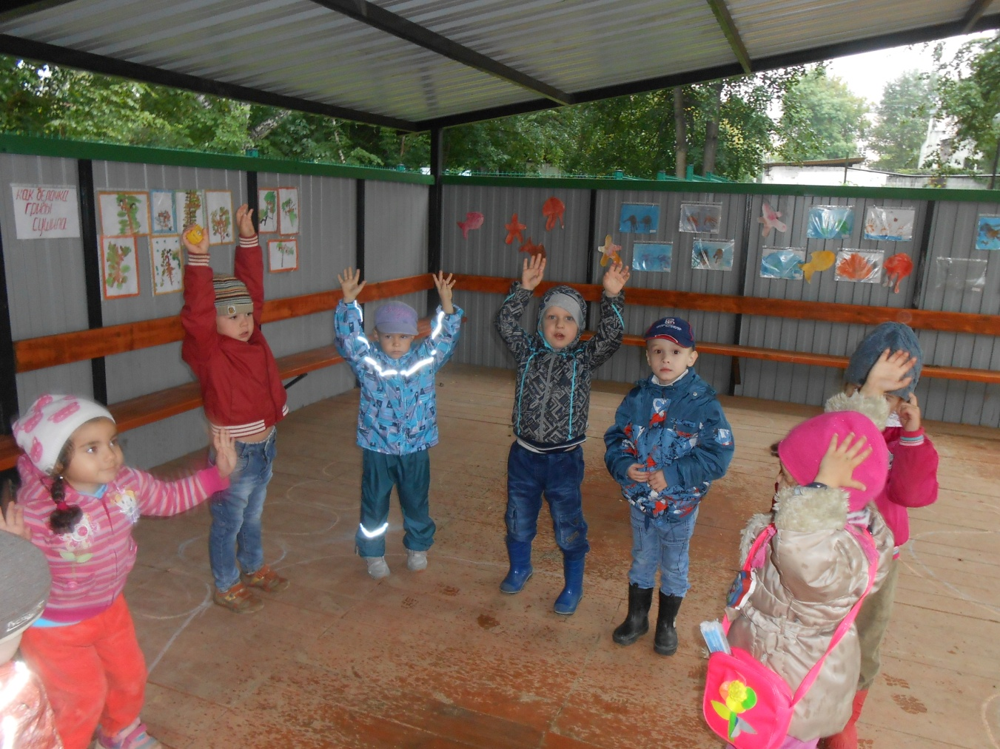 как белочка
грибы
сушила